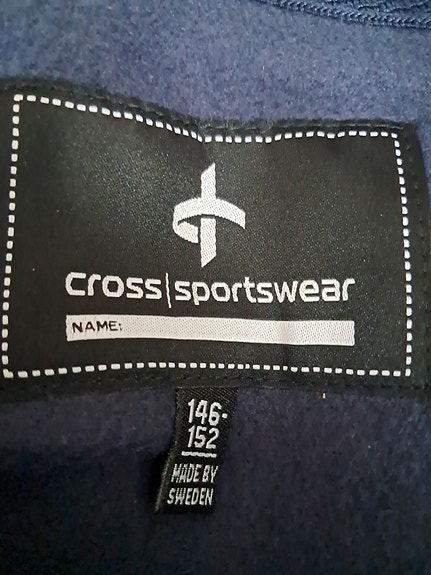 cross|sportswear
NAME:
146-
152
MADE BY
SWEDEN